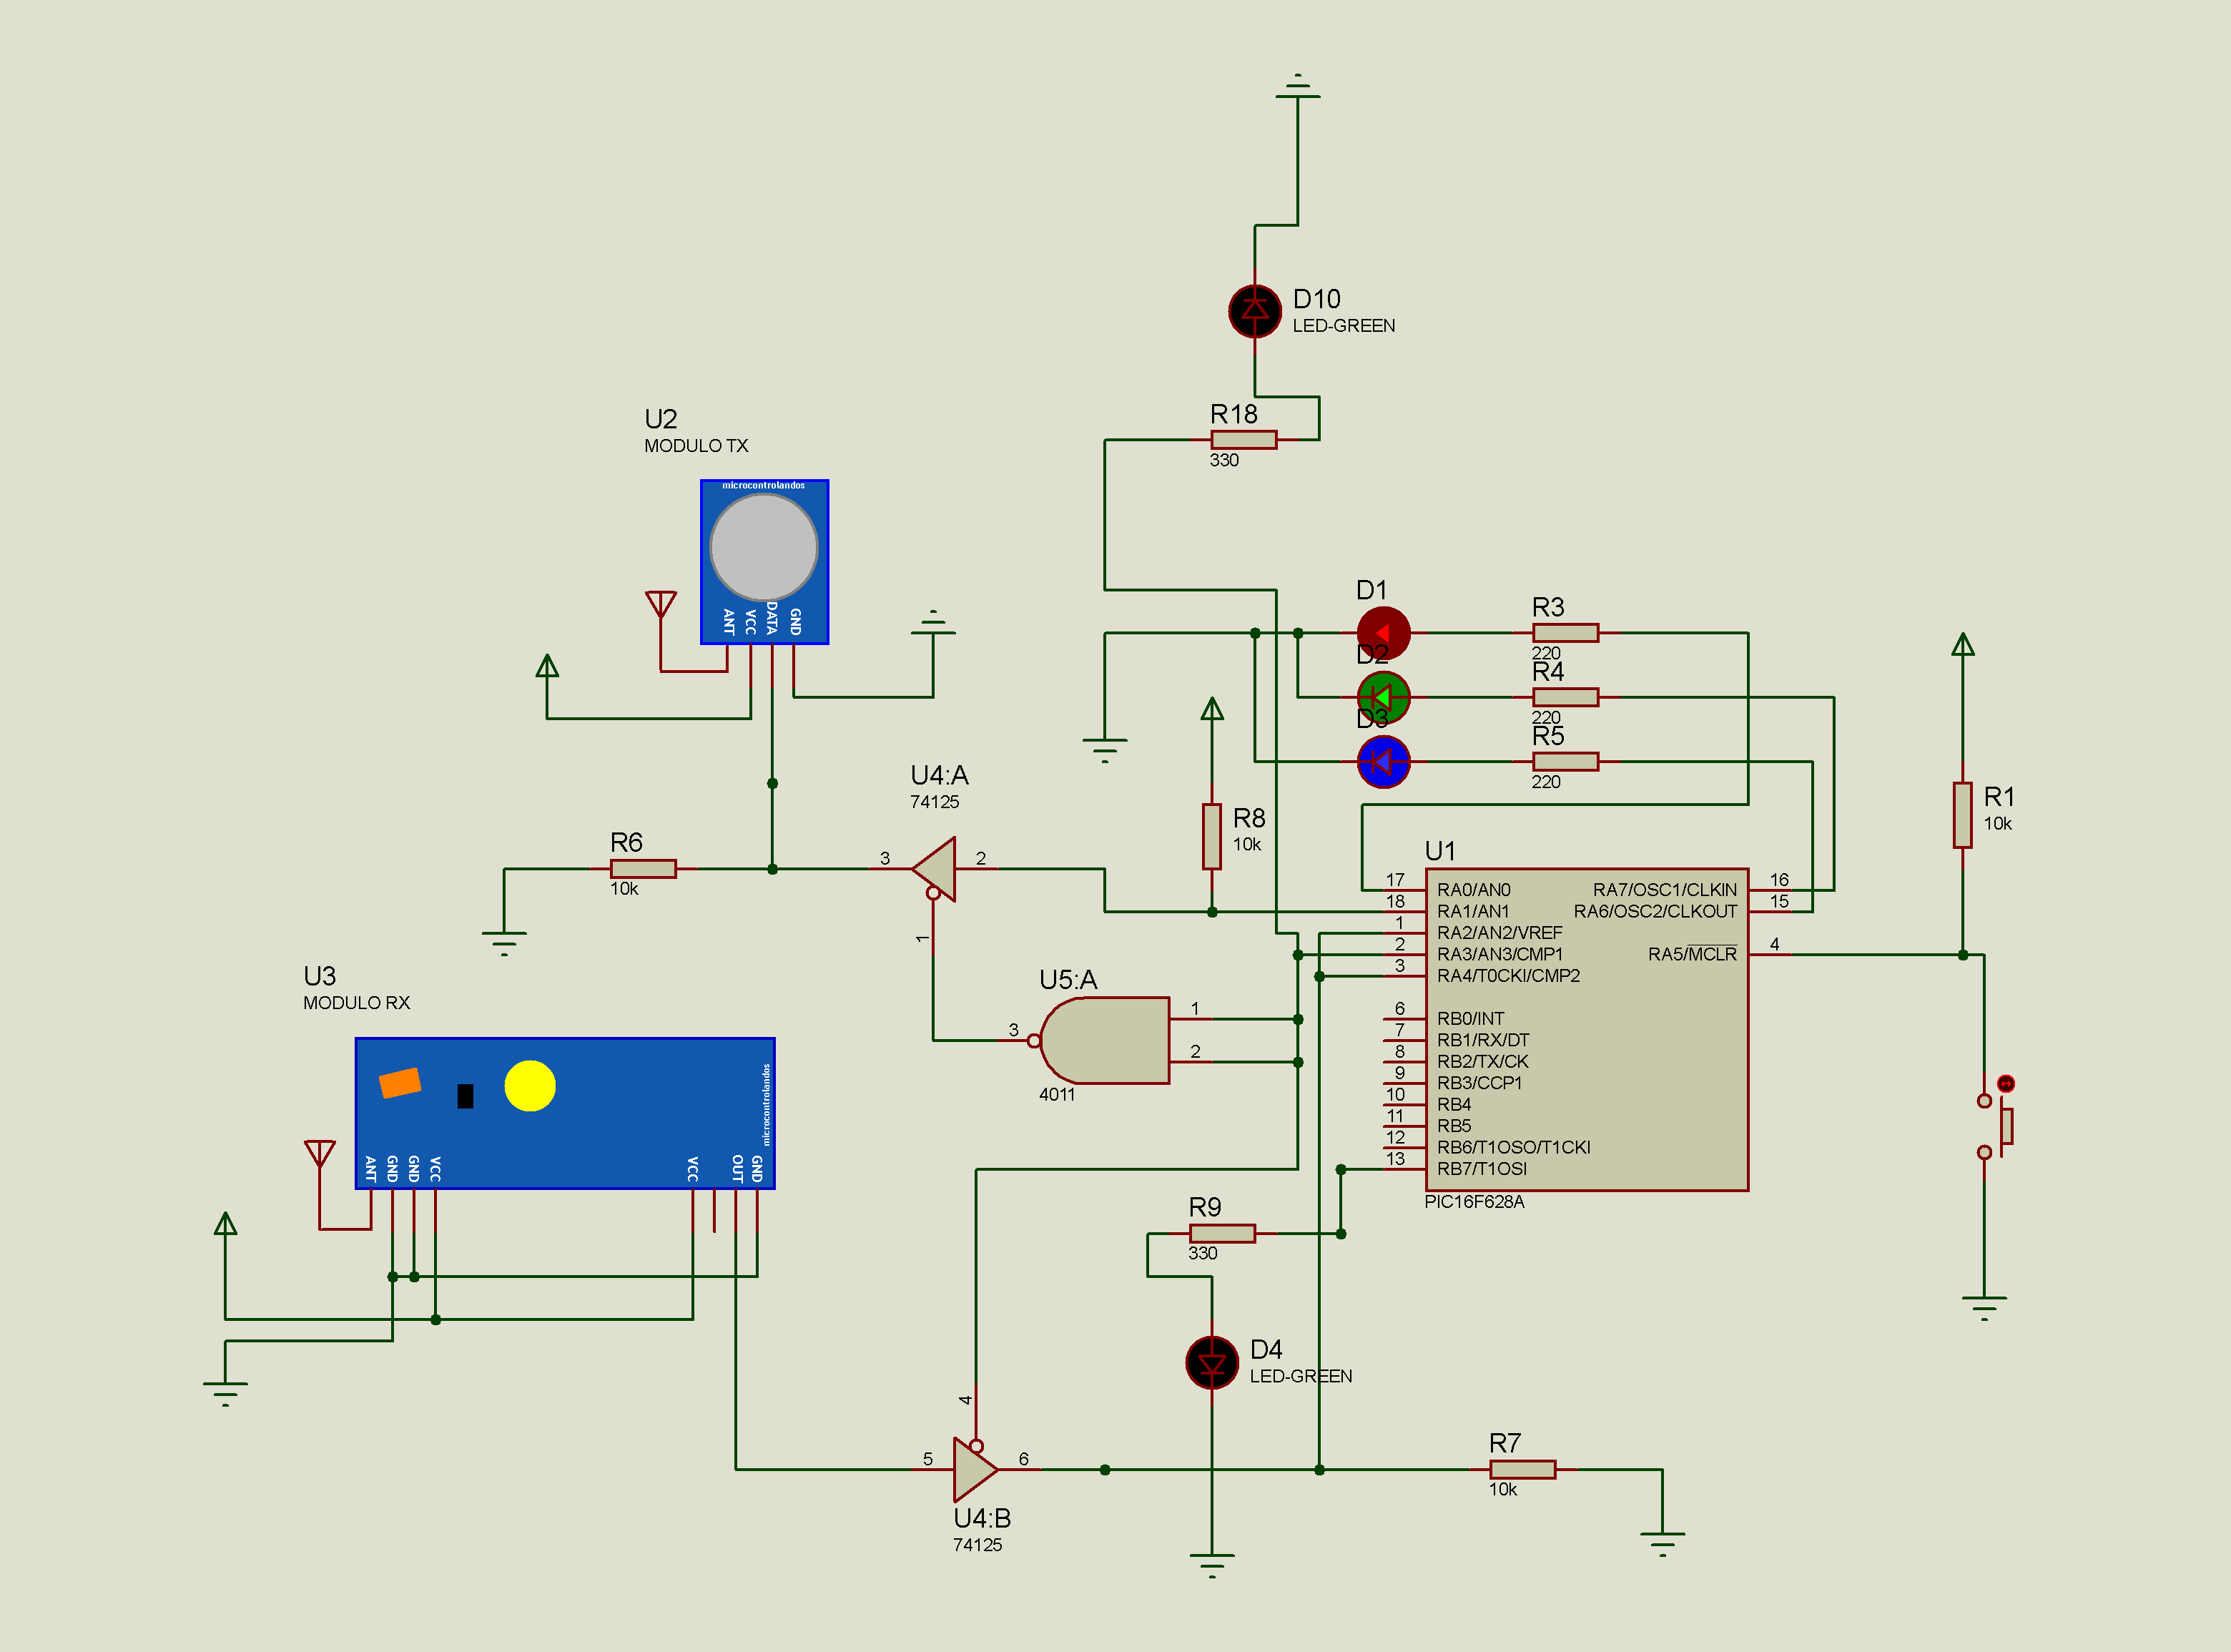 D10
LED-GREEN
R18
330
U2
MODULO TX
microcontrolandos
ANT
VCC
DATA
GND
D1
R3
220
D2
R4
220
D3
R5
220
R8
10k
R1
10k
U4:A
74125
3
2
1
R6
10k
U1
17 RA0/AN0
18 RA1/AN1
1 RA2/AN2/VREF
2 RA3/AN3/CMP1
3 RA4/T0CKI/CMP2
6 RB0/INT
7 RB1/RX/DT
8 RB2/TX/CK
9 RB3/CCP1
10 RB4
11 RB5
12 RB6/T1OSO/T1CKI
13 RB7/T1OSI
RA7/OSC1/CLKIN 16
RA6/OSC2/CLKOUT 15
RA5/MCLR 4
PIC16F628A
U5:A
3
1
2
4011
U3
MODULO RX
microcontrolandos
ANT
GND
GND
VCC
VCC
OUT
GND
R9
330
D4
LED-GREEN
4
5
6
U4:B
74125
R7
10k